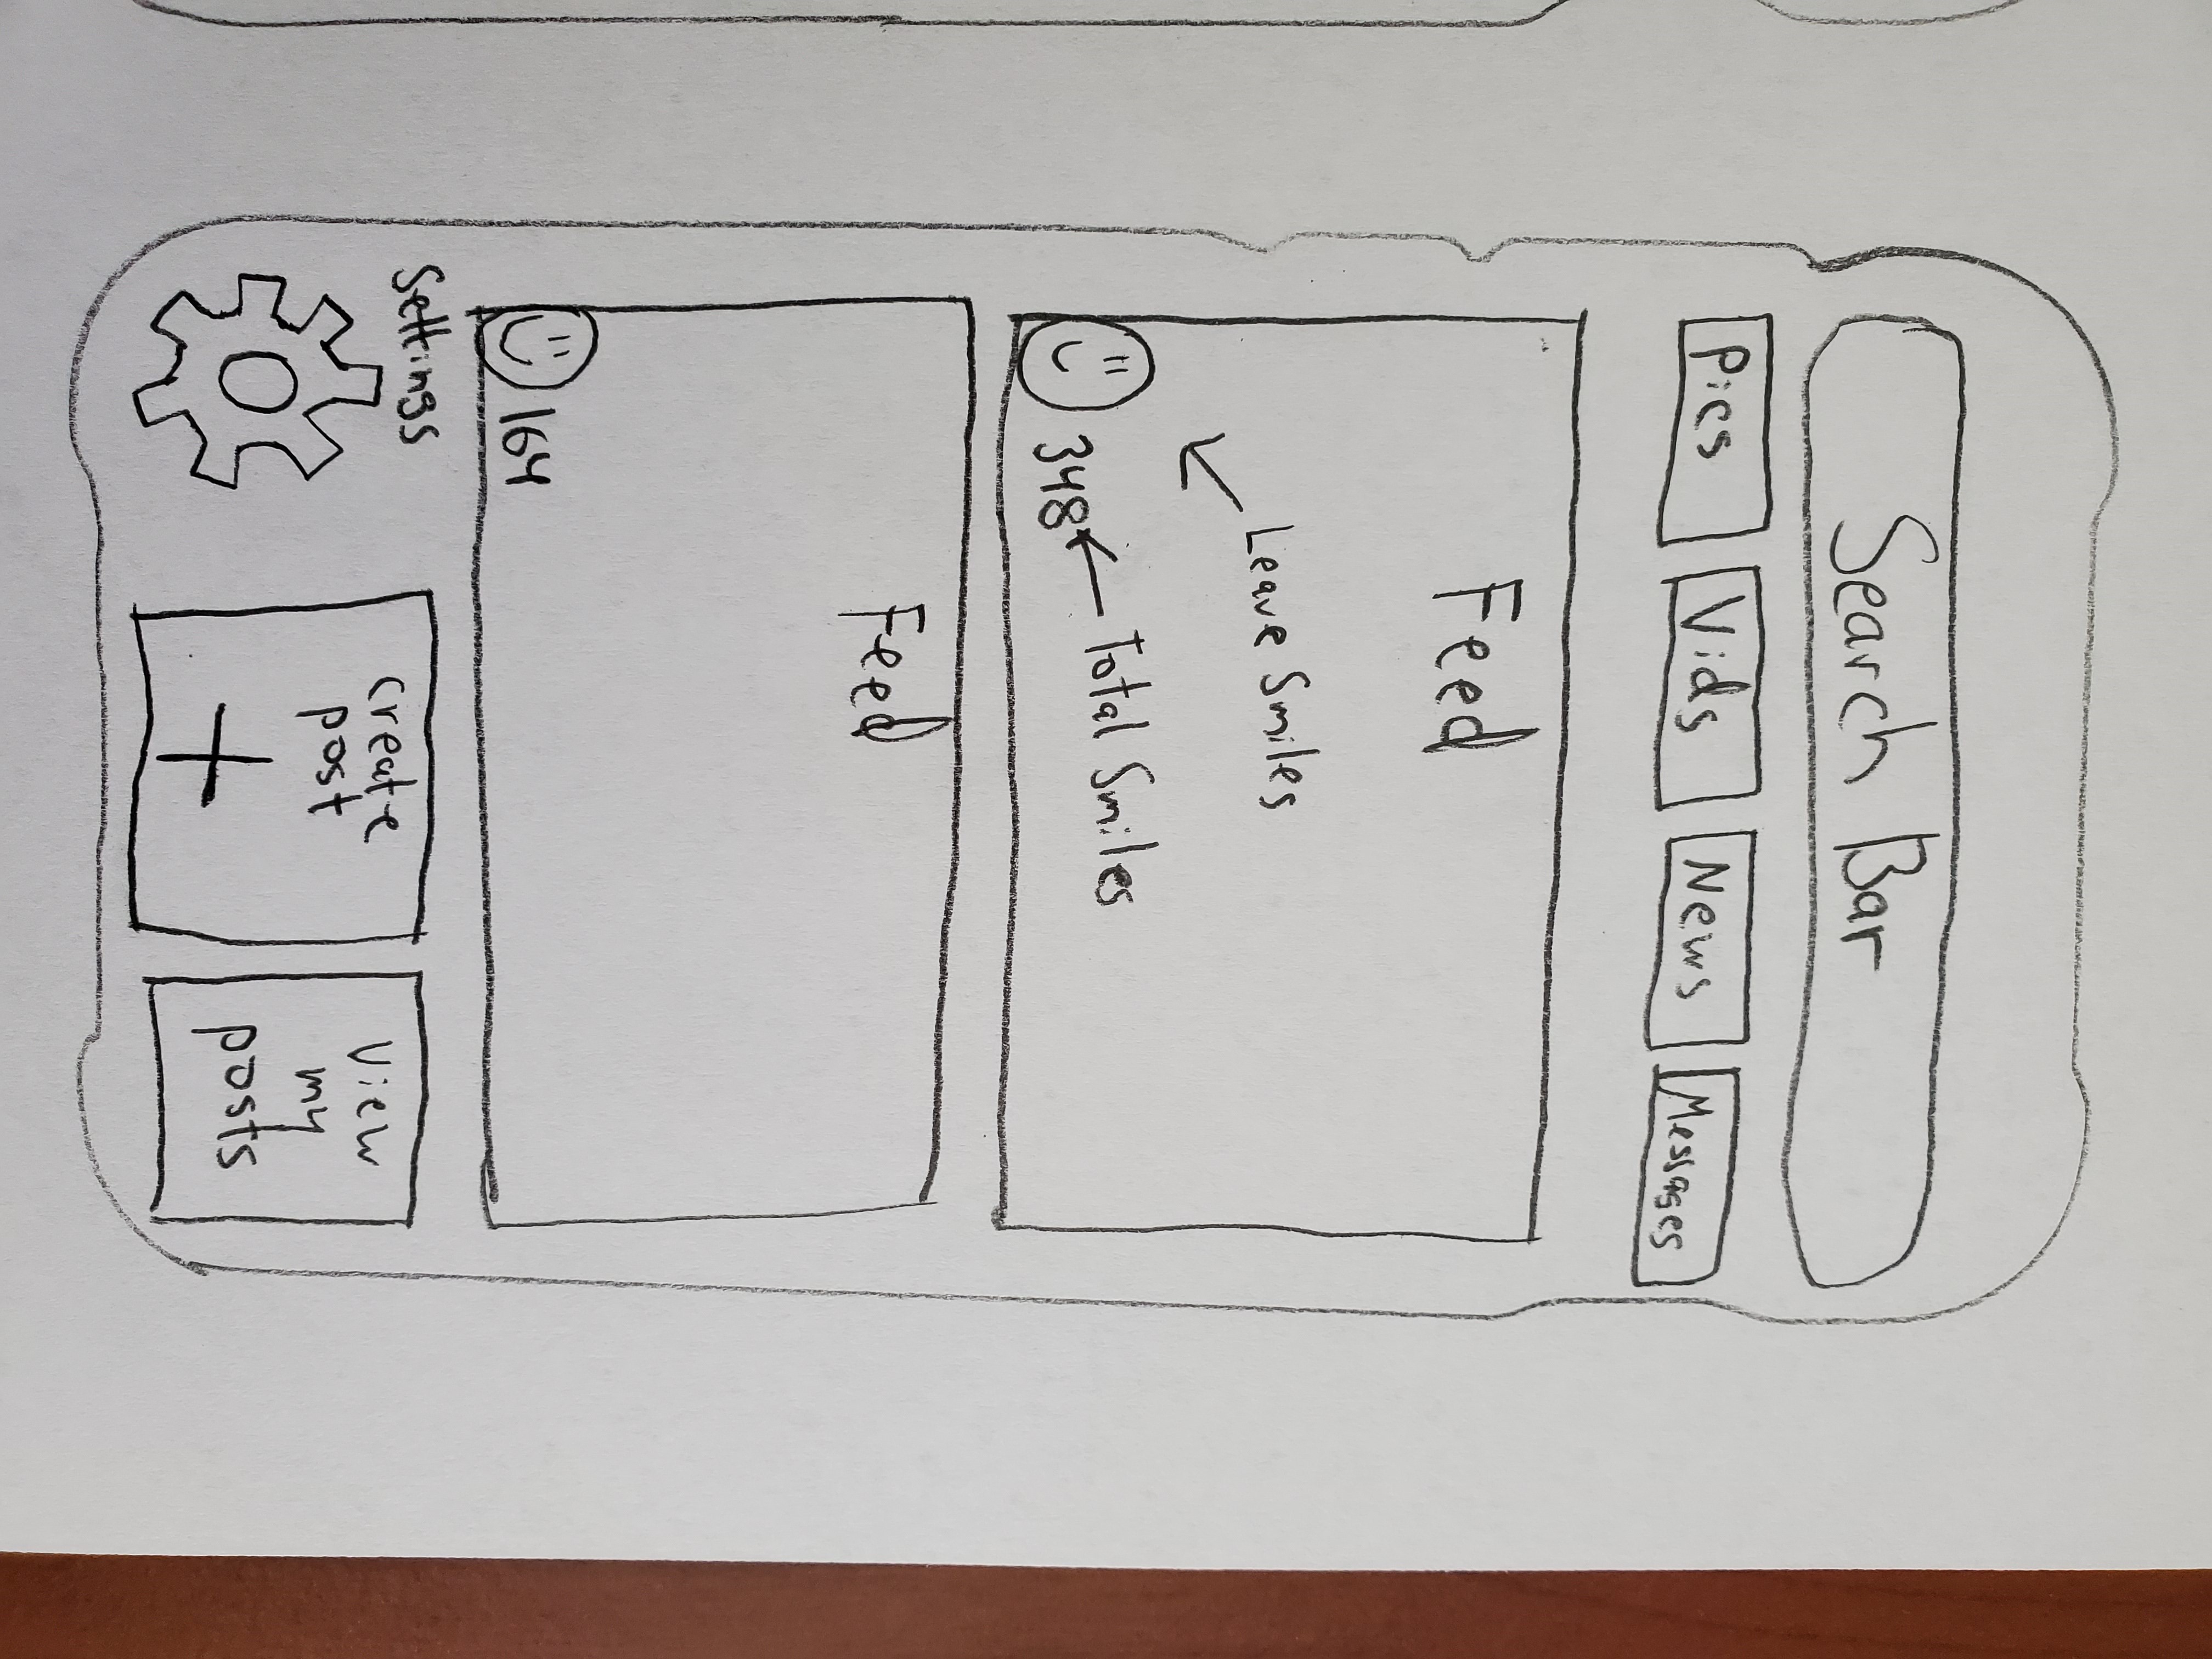 Search Bar
Pics
Vids
News
Messages
Feed
Leave Smiles
Total Smiles
348
Feed
164
Settings
create
post
+
View
my
posts